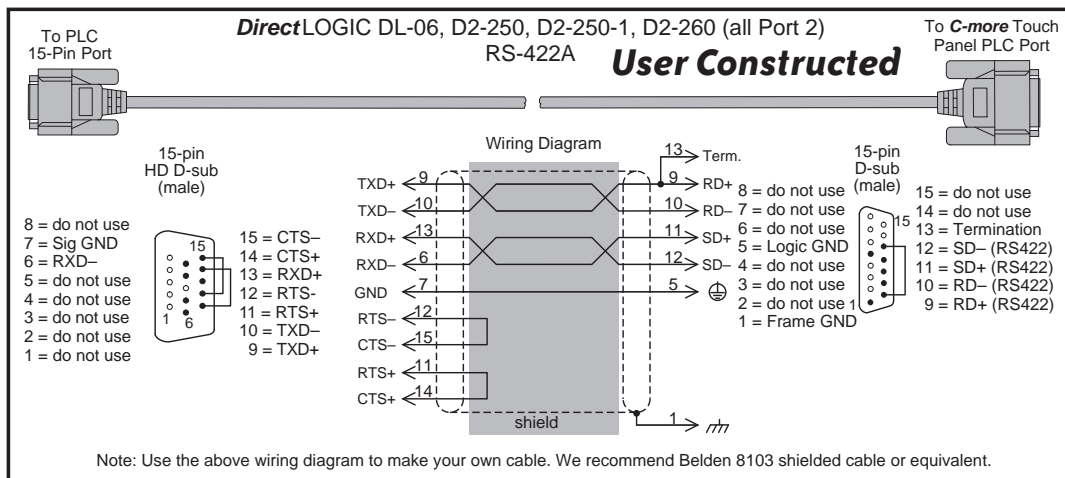 DirectLOGIC DL-06, D2-250, D2-250-1, D2-260 (all Port 2)
RS-422A
User Constructed
To PLC
15-Pin Port
To C-more Touch
Panel PLC Port
15-pin
HD D-sub
(male)
8 = do not use
7 = Sig GND
6 = RXD–
5 = do not use
4 = do not use
3 = do not use
2 = do not use
1 = do not use
15
1
6
15 = CTS–
14 = CTS+
13 = RXD+
12 = RTS-
11 = RTS+
10 = TXD–
9 = TXD+
Wiring Diagram
13 Term.
TXD+ 9 9 RD+
TXD– 10 10 RD–
RXD+ 13 11 SD+
RXD– 6 12 SD–
GND 7 5
RTS– 12
CTS– 15
RTS+ 11
CTS+ 14
shield
1
8 = do not use
7 = do not use
6 = do not use
5 = Logic GND
4 = do not use
3 = do not use
2 = do not use
1 = Frame GND
15-pin
D-sub
(male)
15
1
15 = do not use
14 = do not use
13 = Termination
12 = SD– (RS422)
11 = SD+ (RS422)
10 = RD– (RS422)
9 = RD+ (RS422)
Note: Use the above wiring diagram to make your own cable. We recommend Belden 8103 shielded cable or equivalent.